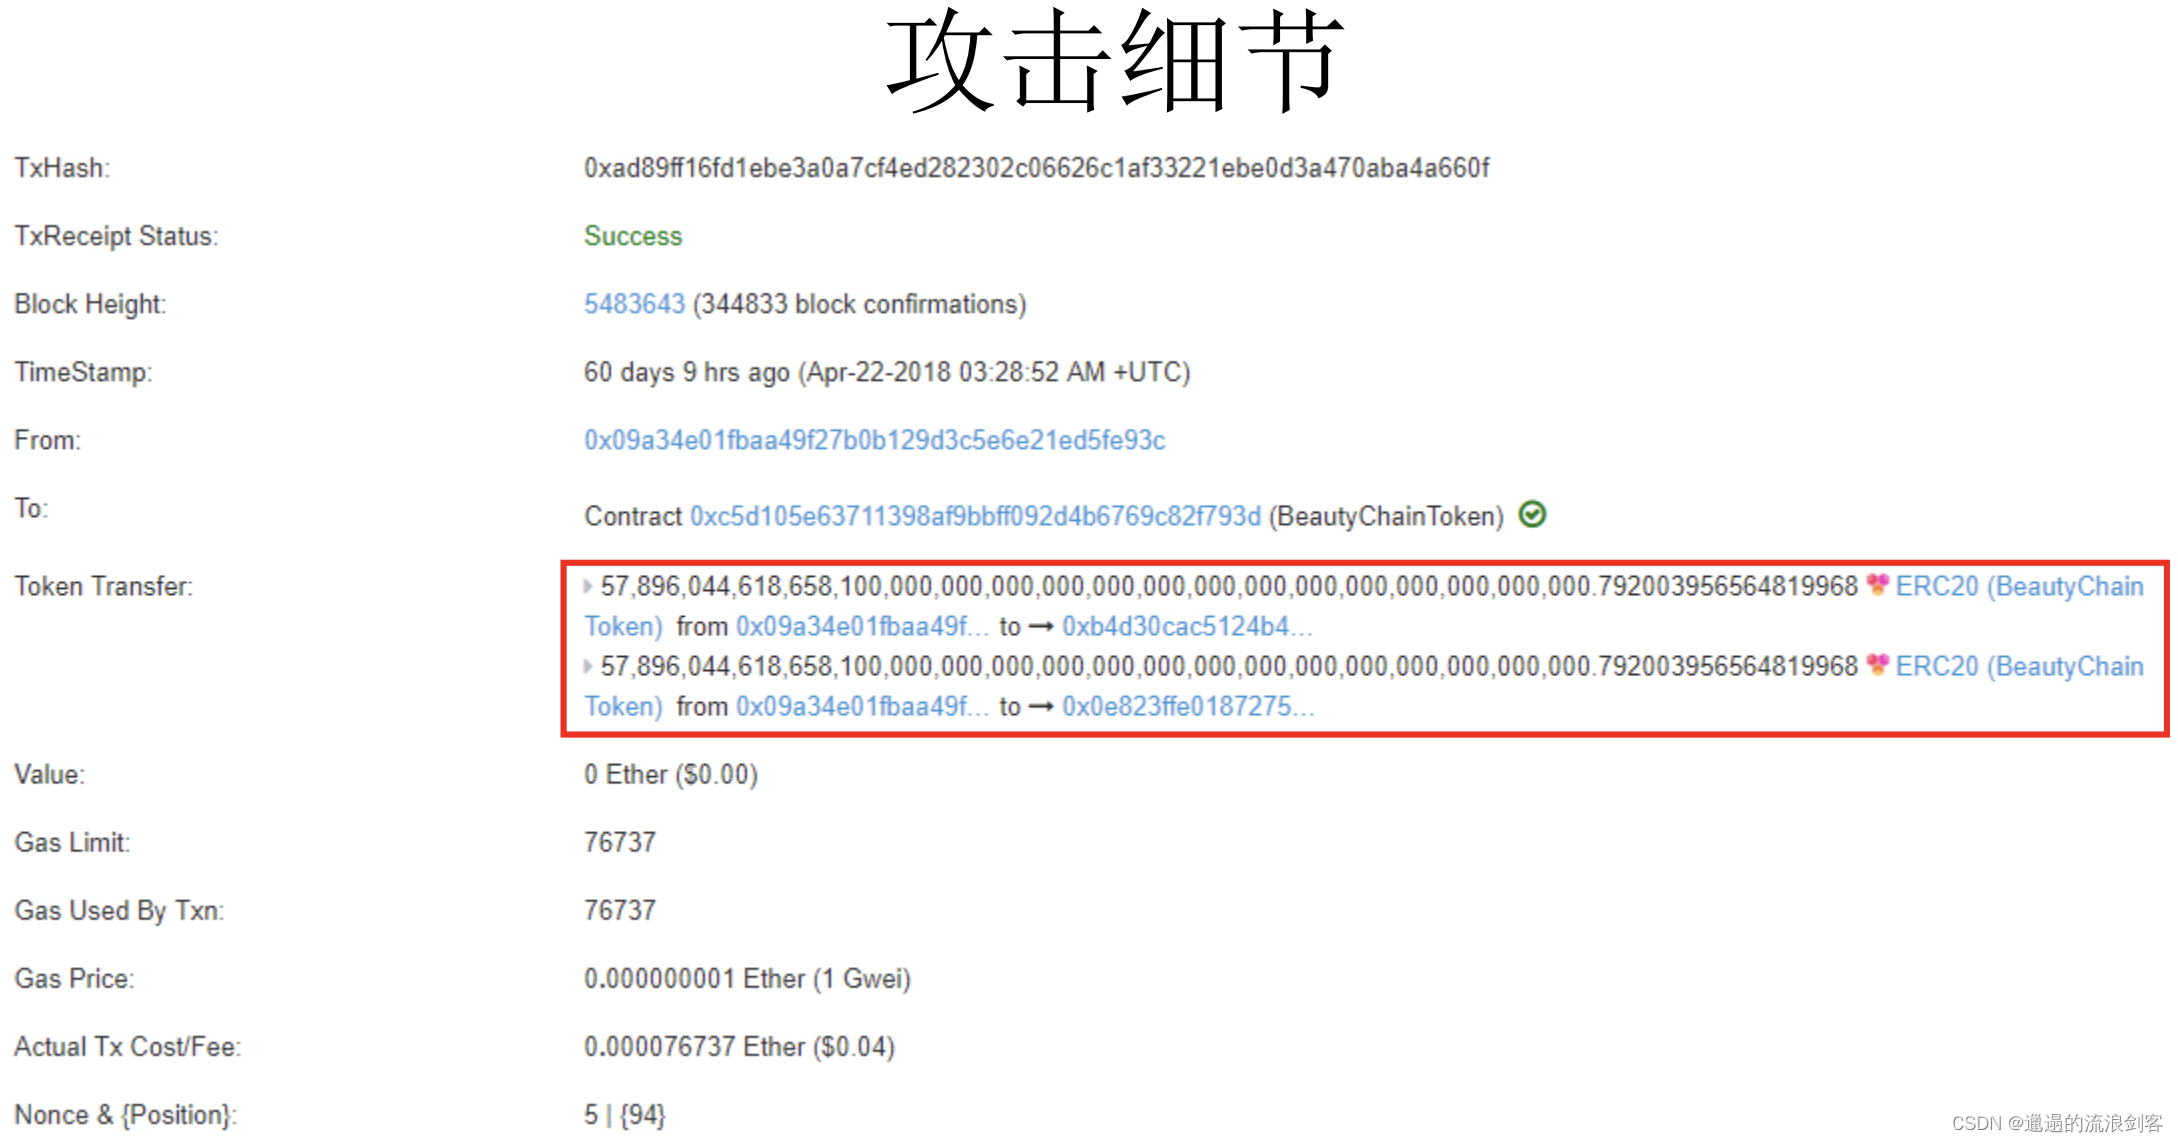 攻击细节
TxHash: 0xad89ff16fd1ebe3a0a7cf4ed282302c06626c1af33221ebe0d3a470aba4a660f
TxReceipt Status: Success
Block Height: 5483643 (344833 block confirmations)
TimeStamp: 60 days 9 hrs ago (Apr-22-2018 03:28:52 AM +UTC)
From: 0x09a34e01fbaa49f27b0b129d3c5e6e21ed5fe93c
To: Contract 0xc5d105e63711398af9bbff092d4b6769c82f793d (BeautyChainToken)
Token Transfer: 57,896,044,618,658,100,000,000,000,000,000,000,000,000,000,000,000,000,000,000.792003956564819968 ERC20 (BeautyChain
Token) from 0x09a34e01fbaa49f... to → 0xb4d30cac5124b4...
57,896,044,618,658,100,000,000,000,000,000,000,000,000,000,000,000,000,000,000.792003956564819968 ERC20 (BeautyChain
Token) from 0x09a34e01fbaa49f... to → 0x0e823ffe0187275...
Value: 0 Ether ($0.00)
Gas Limit: 76737
Gas Used By Txn: 76737
Gas Price: 0.000000001 Ether (1 Gwei)
Actual Tx Cost/Fee: 0.000076737 Ether ($0.04)
Nonce & {Position}: 5 | {94}
CSDN @邋遢的流浪剑客